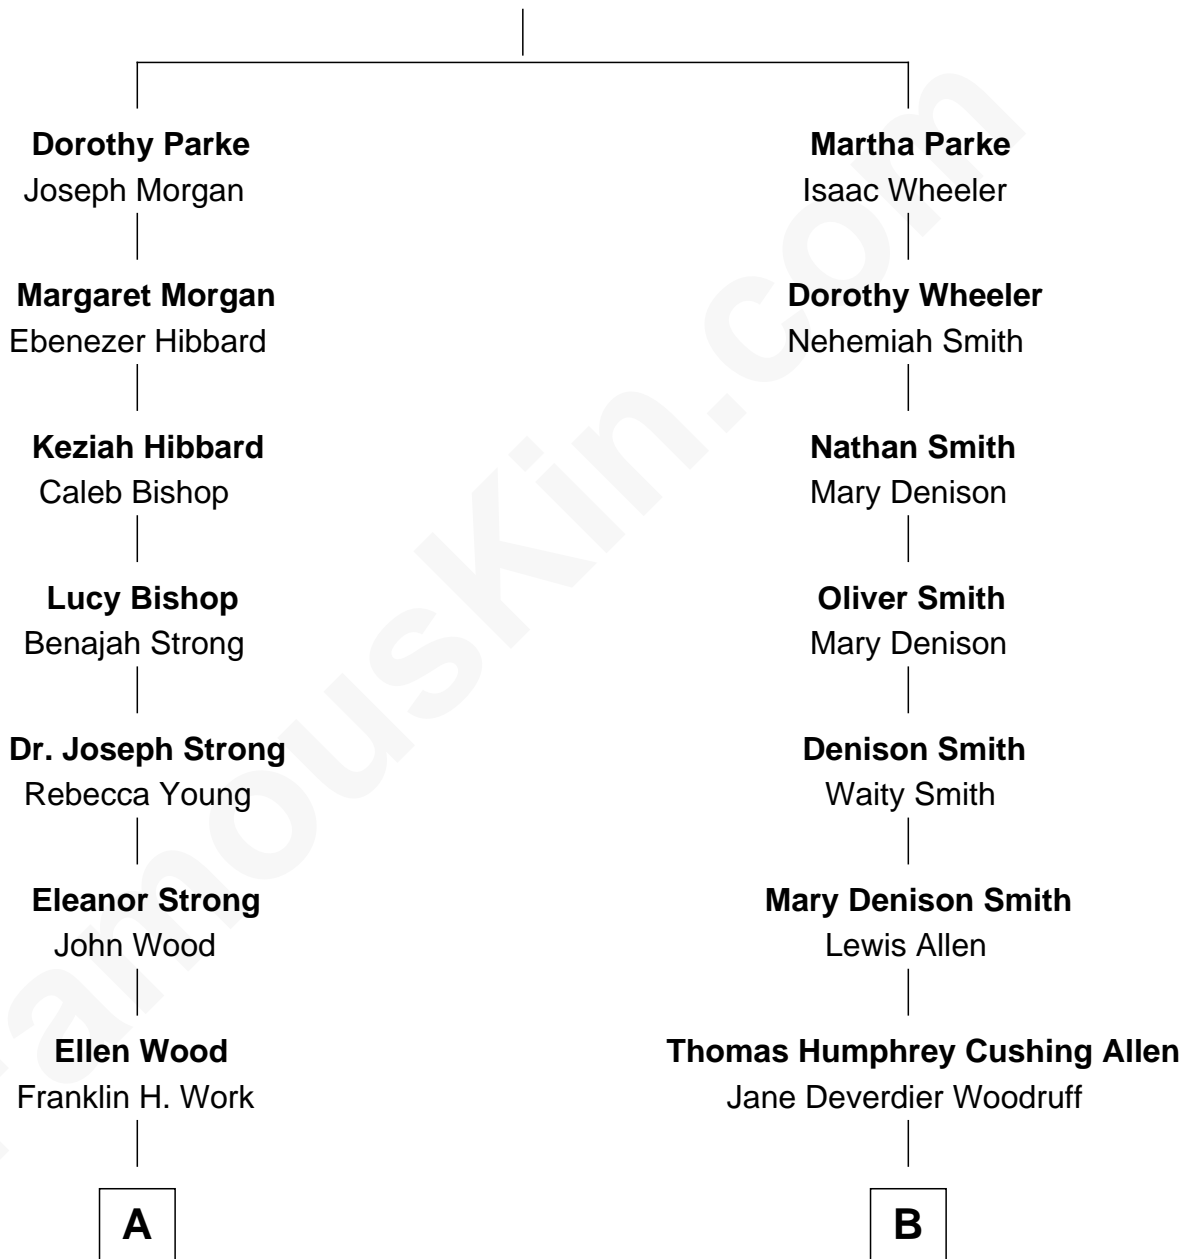 Dorothy Parke
Joseph Morgan
Martha Parke
Isaac Wheeler
Margaret Morgan
Ebenezer Hibbard
Dorothy Wheeler
Nehemiah Smith
Keziah Hibbard
Caleb Bishop
Nathan Smith
Mary Denison
Lucy Bishop
Benajah Strong
Oliver Smith
Mary Denison
Dr. Joseph Strong
Rebecca Young
Denison Smith
Waity Smith
Eleanor Strong
John Wood
Mary Denison Smith
Lewis Allen
Ellen Wood
Franklin H. Work
Thomas Humphrey Cushing Allen
Jane Deverdier Woodruff
A
B
FamousKin.com